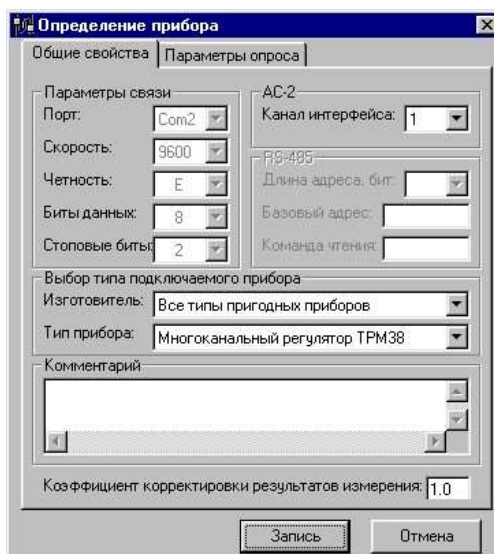 Определение прибора
Общие свойства
Параметры опроса
Параметры связи
Порт: Com2
Скорость: 9600
Четность: E
Биты данных: 8
Стоповые биты: 2
АС-2
Канал интерфейса: 1
RS-485
Длина адреса, бит:
Базовый адрес:
Команда чтения:
Выбор типа подключаемого прибора
Изготовитель: Все типы пригодных приборов
Тип прибора: Многоканальный регулятор ТРМ38
Комментарий
Коэффициент корректировки результатов измерения: 1.0
Запись
Отмена